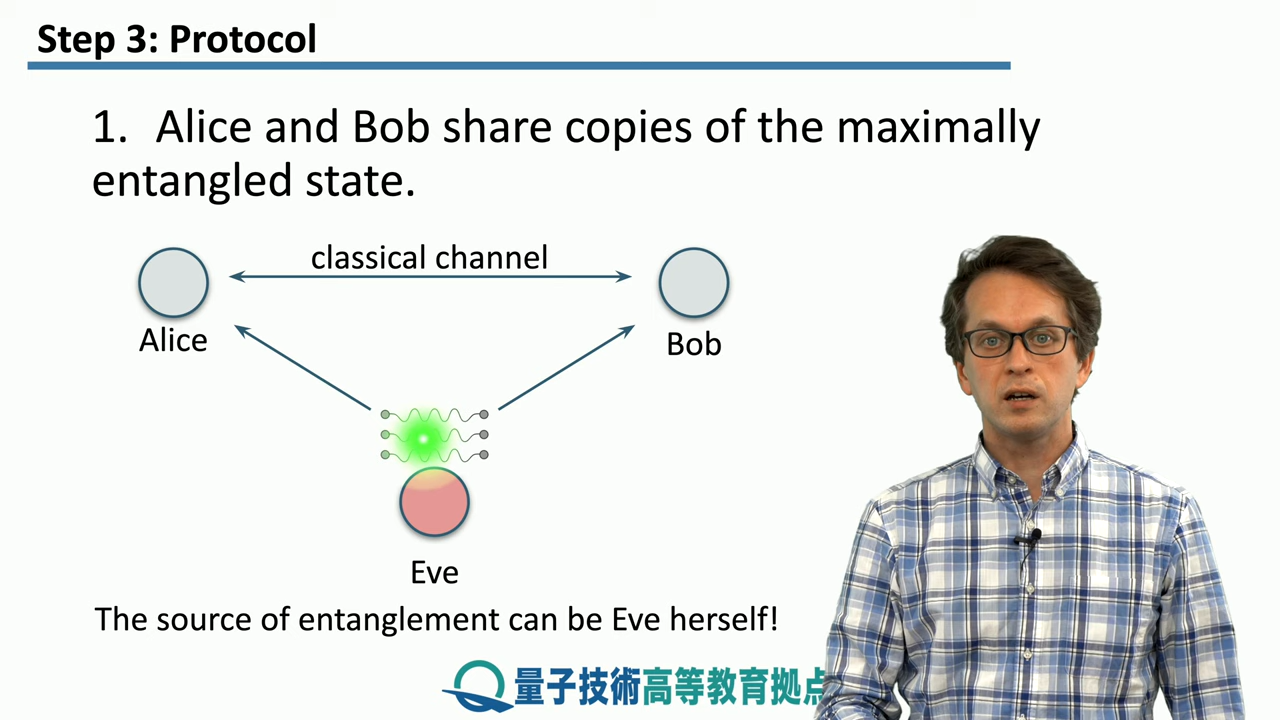 Step 3: Protocol
1. Alice and Bob share copies of the maximally
entangled state.
classical channel
Alice
Bob
Eve
The source of entanglement can be Eve herself!
量子技術高等教育拠点